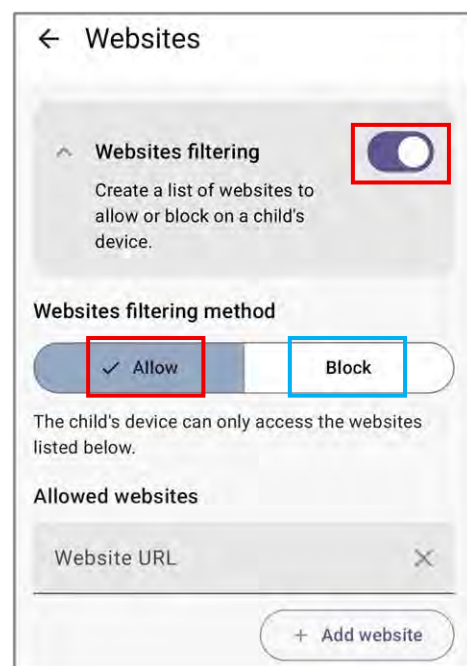 Websites
Websites filtering
Create a list of websites to
allow or block on a child's
device.
Websites filtering method
Allow
Block
The child's device can only access the websites
listed below.
Allowed websites
Website URL
+ Add website